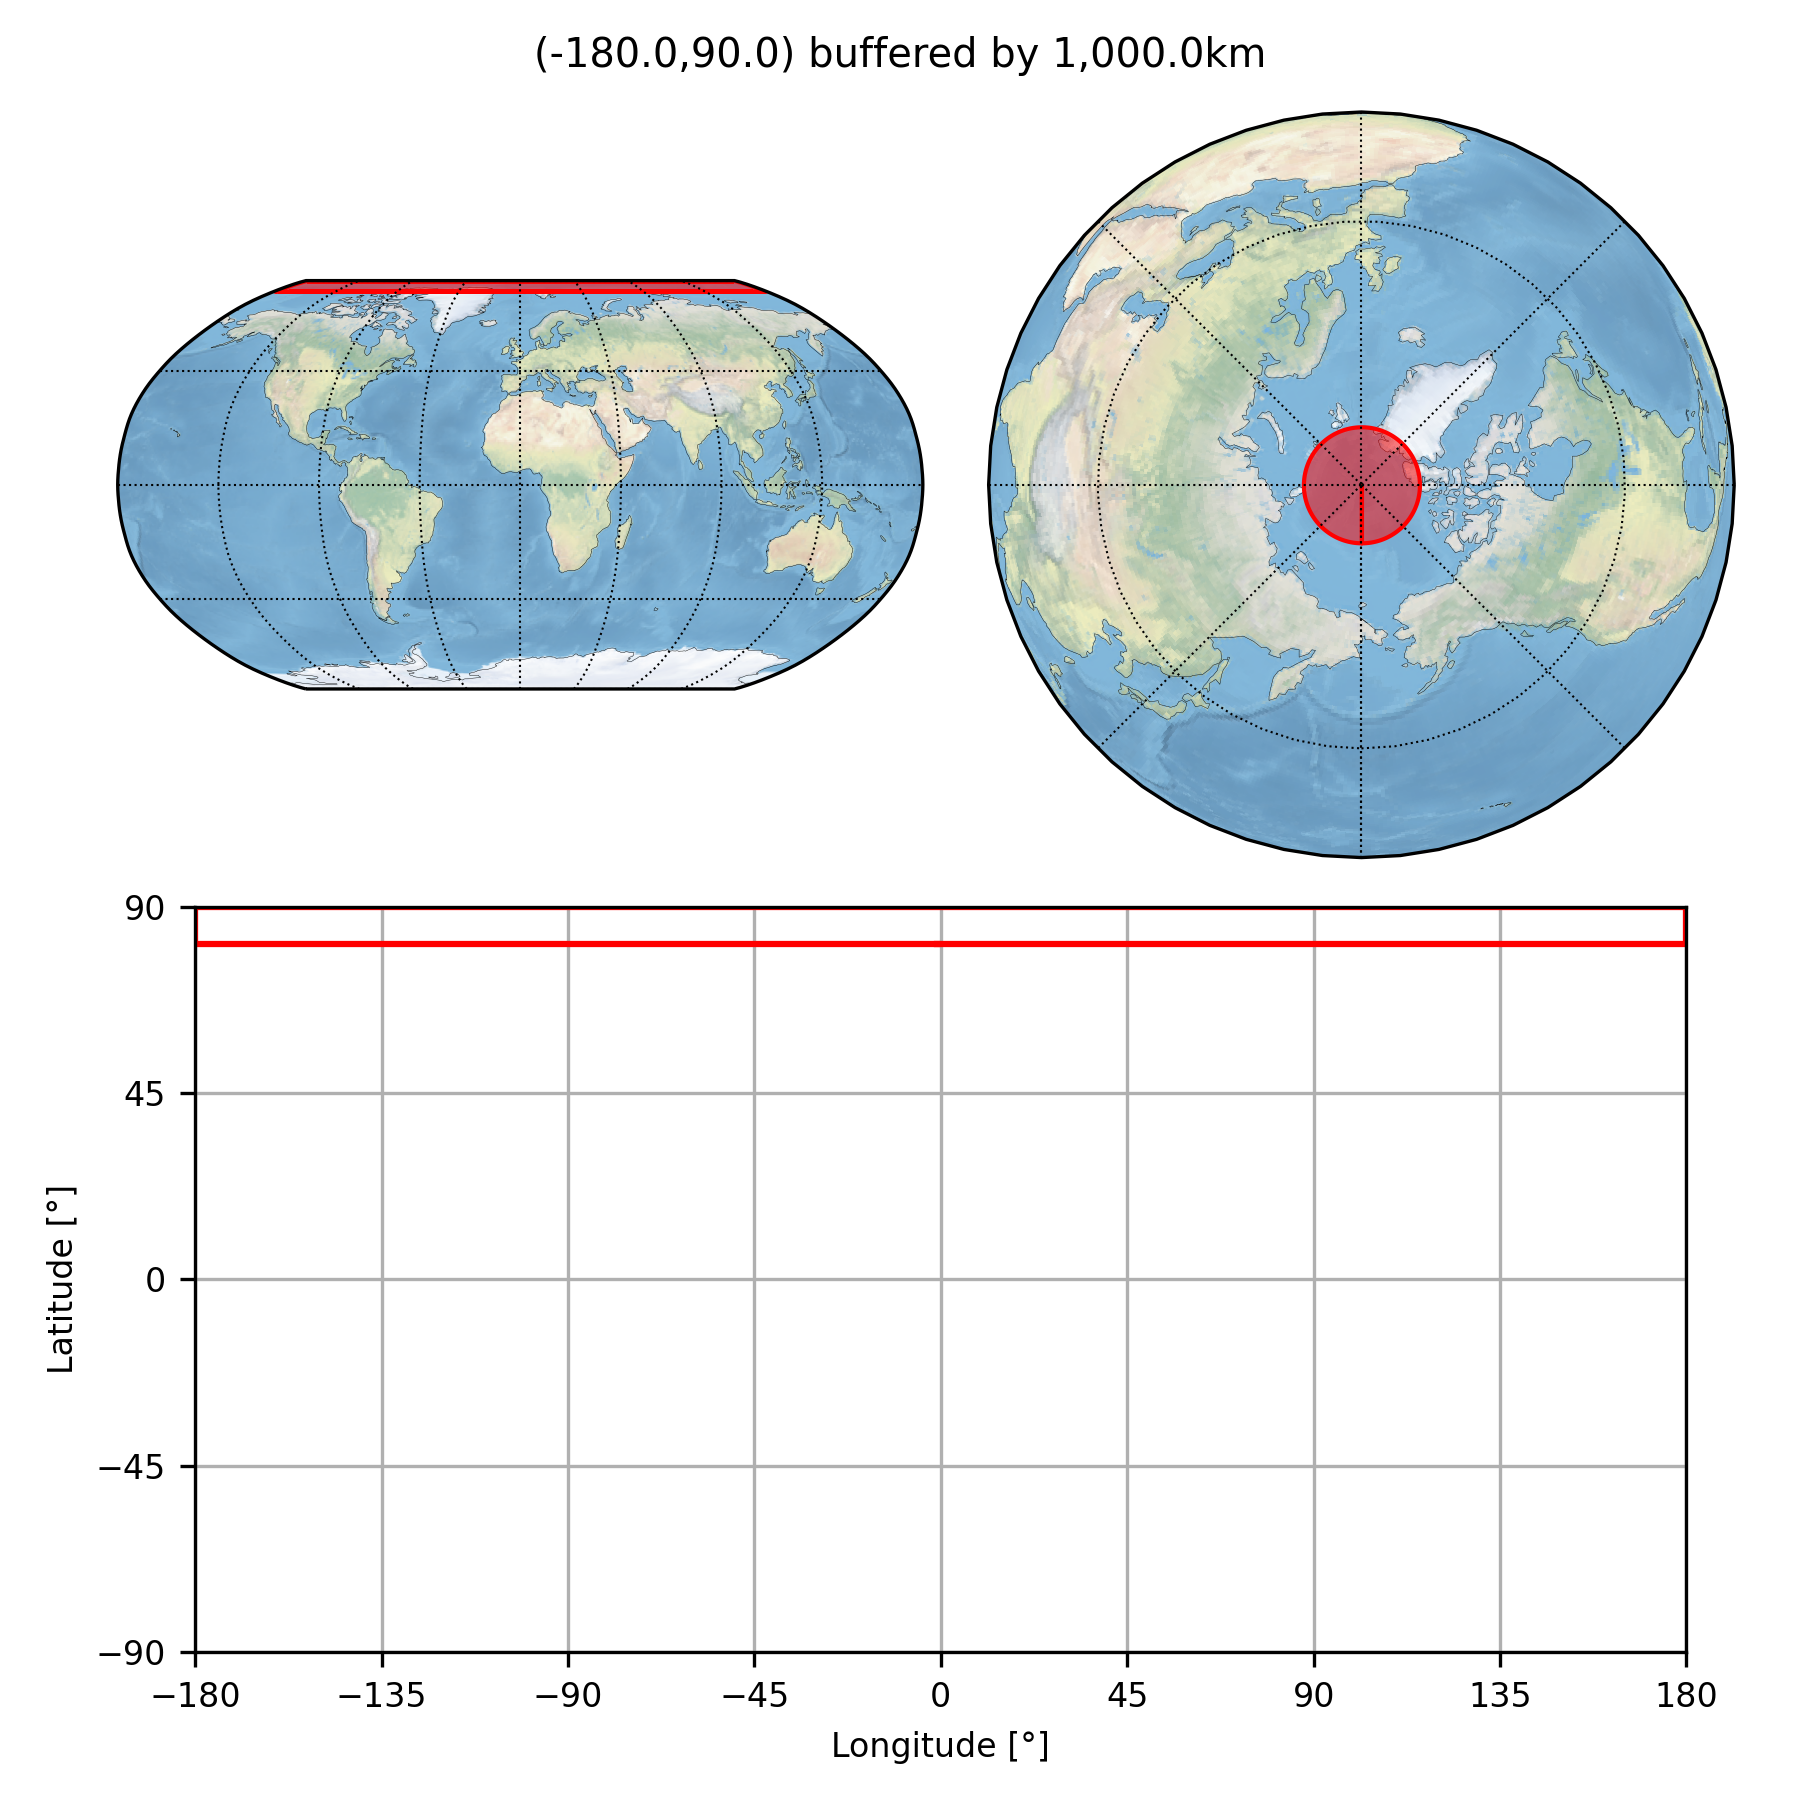 (-180.0,90.0) buffered by 1,000.0km
90
45
0
−45
−90
Latitude [°]
−180 −135 −90 −45 0 45 90 135 180
Longitude [°]